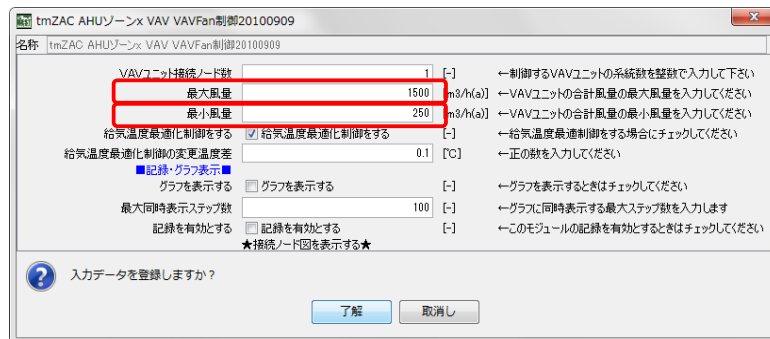 tmZAC AHUゾーンx VAV VAVFan制御20100909
名称 tmZAC AHUゾーンx VAV VAVFan制御20100909
VAVユニット接続ノード数 1 [-] ←制御するVAVユニットの系統数を整数で入力して下さい
最大風量 1500 [m3/h(a)] ←VAVユニットの合計風量の最大風量を入力してください
最小風量 250 [m3/h(a)] ←VAVユニットの合計風量の最小風量を入力してください
給気温度最適化制御をする 給気温度最適化制御をする [-] ←給気温度最適制御をする場合にチェックしてください
給気温度最適化制御の変更温度差 0.1 [℃] ←正の数を入力してください
■記録・グラフ表示■
グラフを表示する グラフを表示する [-] ←グラフを表示するときはチェックしてください
最大同時表示ステップ数 100 [-] ←グラフに同時表示する最大ステップ数を入力します
記録を有効とする 記録を有効とする [-] ←このモジュールの記録を有効とするときはチェックしてください
★接続ノード図を表示する★
入力データを登録しますか?
了解 取消し